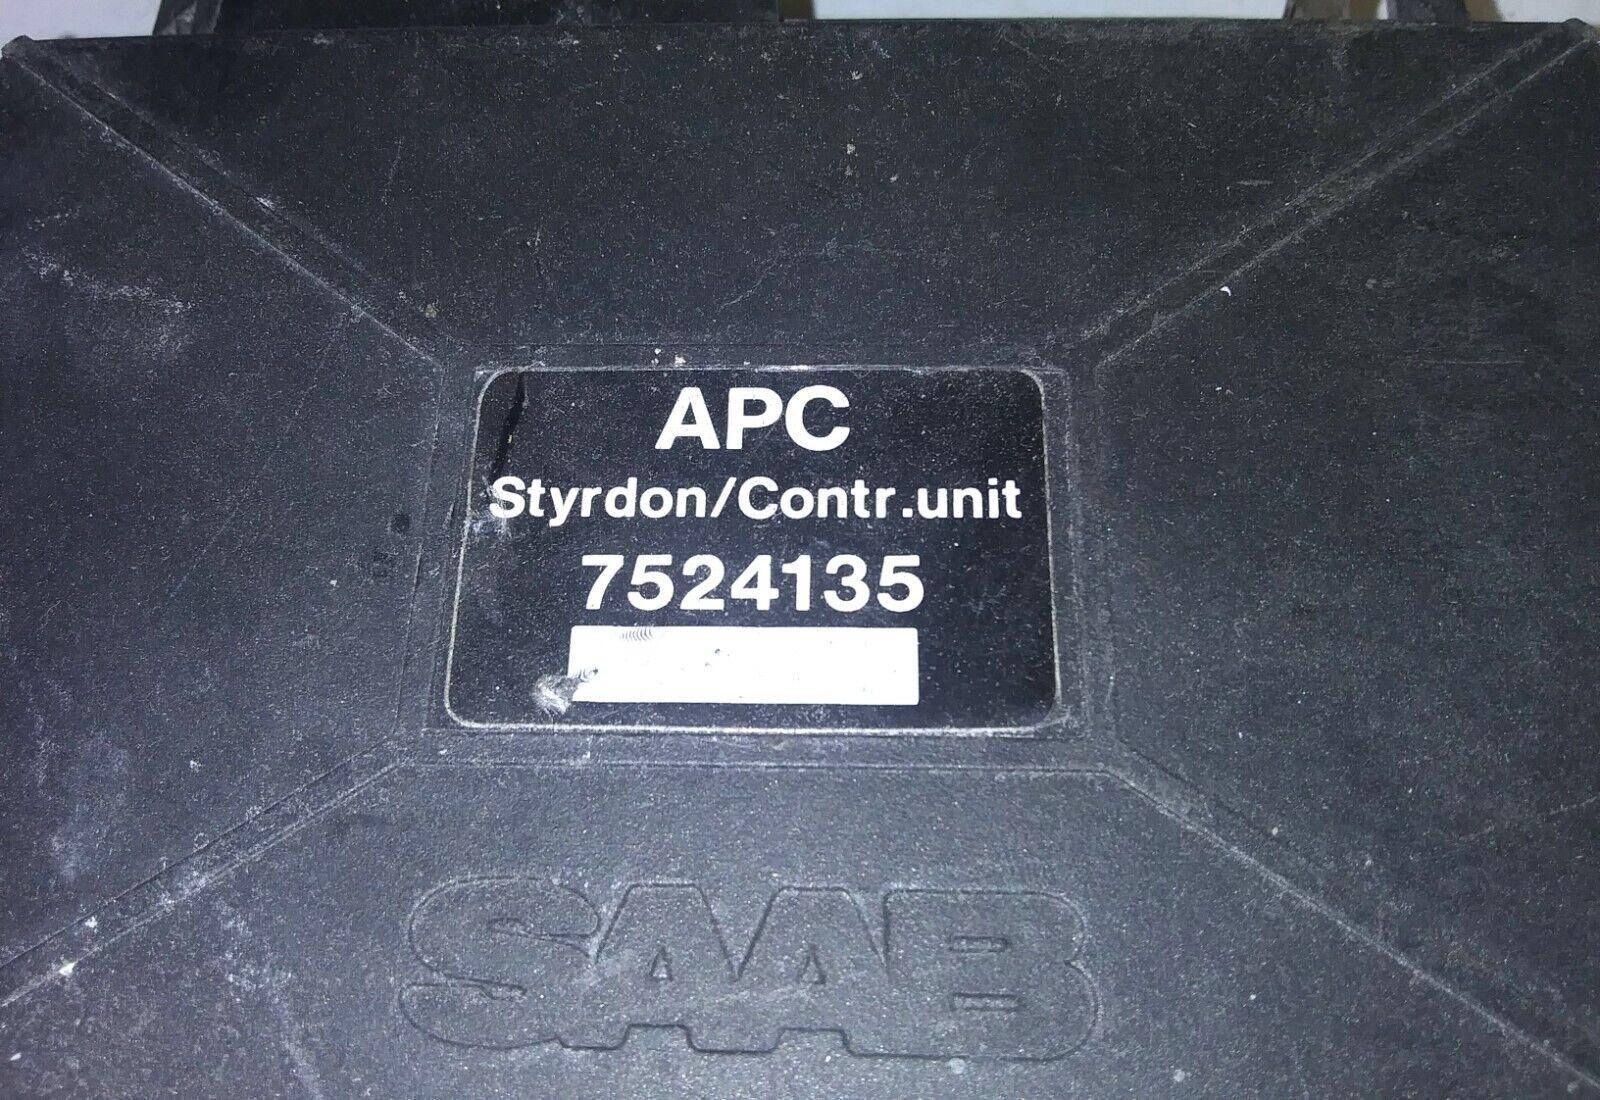 APC
Styrdon/Contr.unit
7524135
SAAB